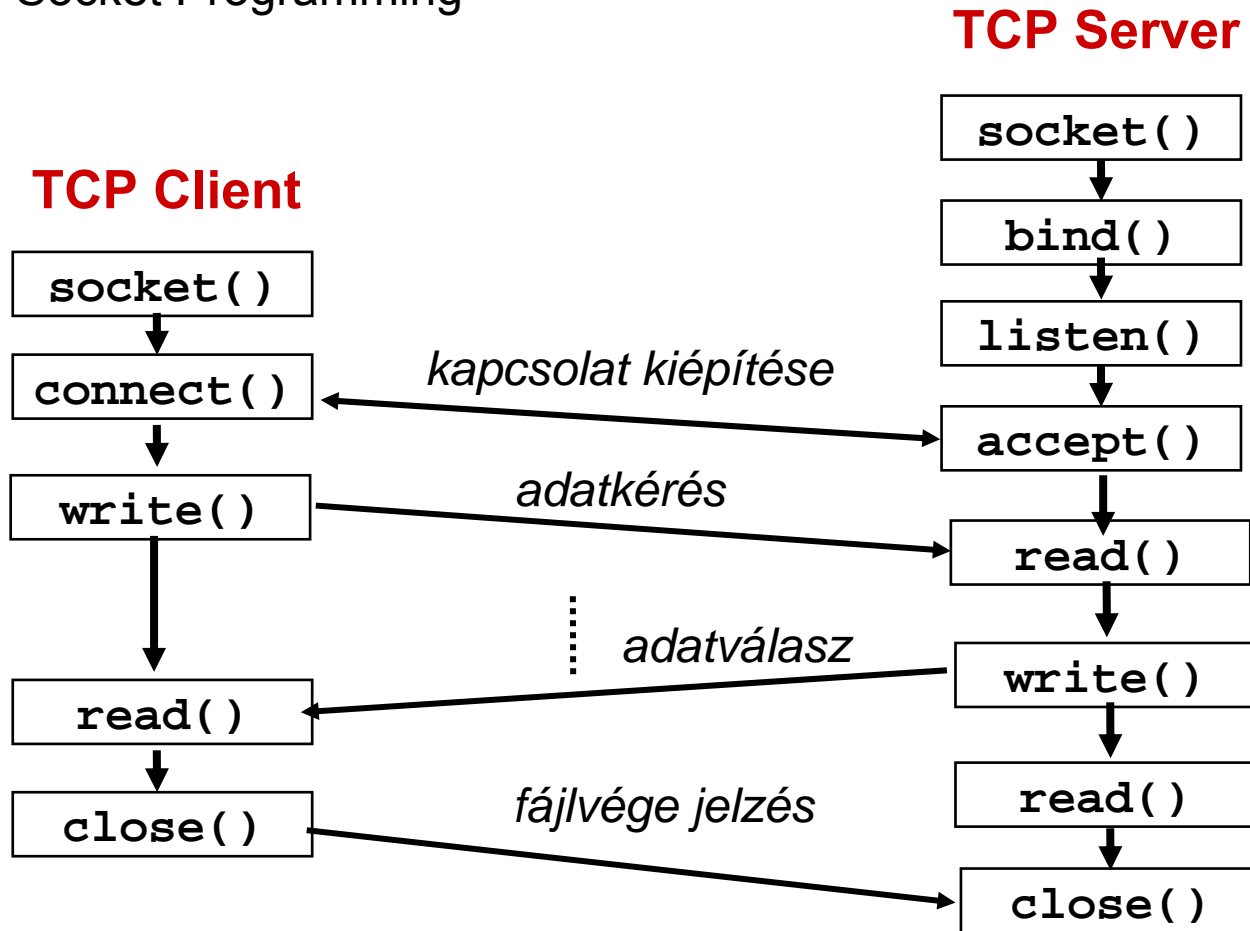 Socket Programming
TCP Server
socket()
bind()
listen()
accept()
read()
write()
read()
close()
TCP Client
socket()
connect()
write()
read()
close()
kapcsolat kiépítése
adatkérés
adatválasz
fájlvége jelzés